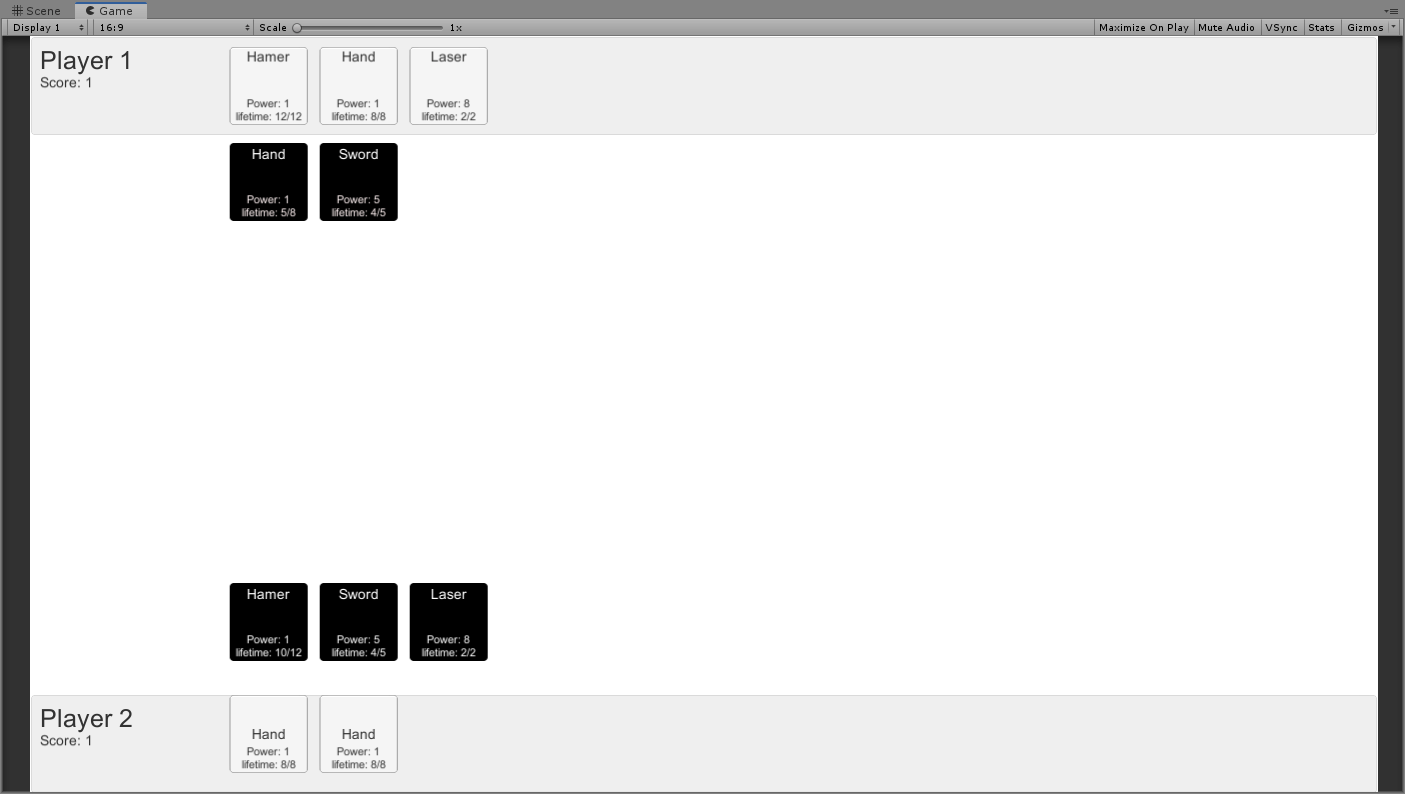 Scene Game
Display 1 16:9 Scale 1x Maximize On Play Mute Audio VSync Stats Gizmos
Player 1
Score: 1
Hamer Hand Laser
Power: 1 Power: 1 Power: 8
lifetime: 12/12 lifetime: 8/8 lifetime: 2/2
Hand Sword
Power: 1 Power: 5
lifetime: 5/8 lifetime: 4/5
Hamer Sword Laser
Power: 1 Power: 5 Power: 8
lifetime: 10/12 lifetime: 4/5 lifetime: 2/2
Player 2
Score: 1
Hand Hand
Power: 1 Power: 1
lifetime: 8/8 lifetime: 8/8